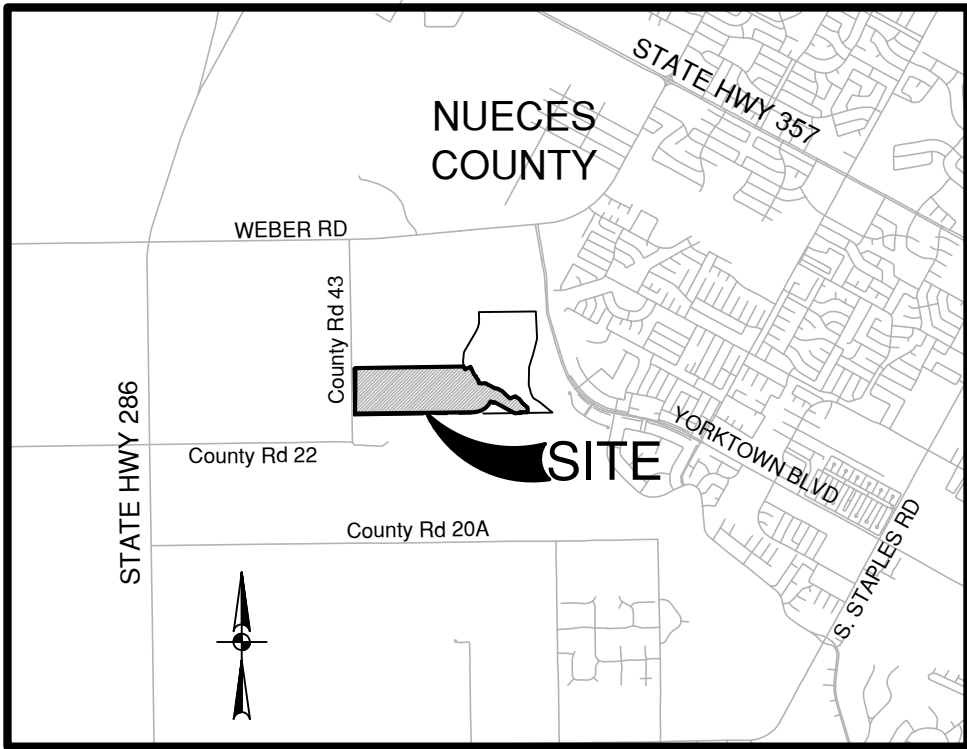 STATE HWY 357
NUECES
COUNTY
WEBER RD
County Rd 43
STATE HWY 286
SITE
County Rd 22
YORKTOWN BLVD
County Rd 20A
S. STAPLES RD